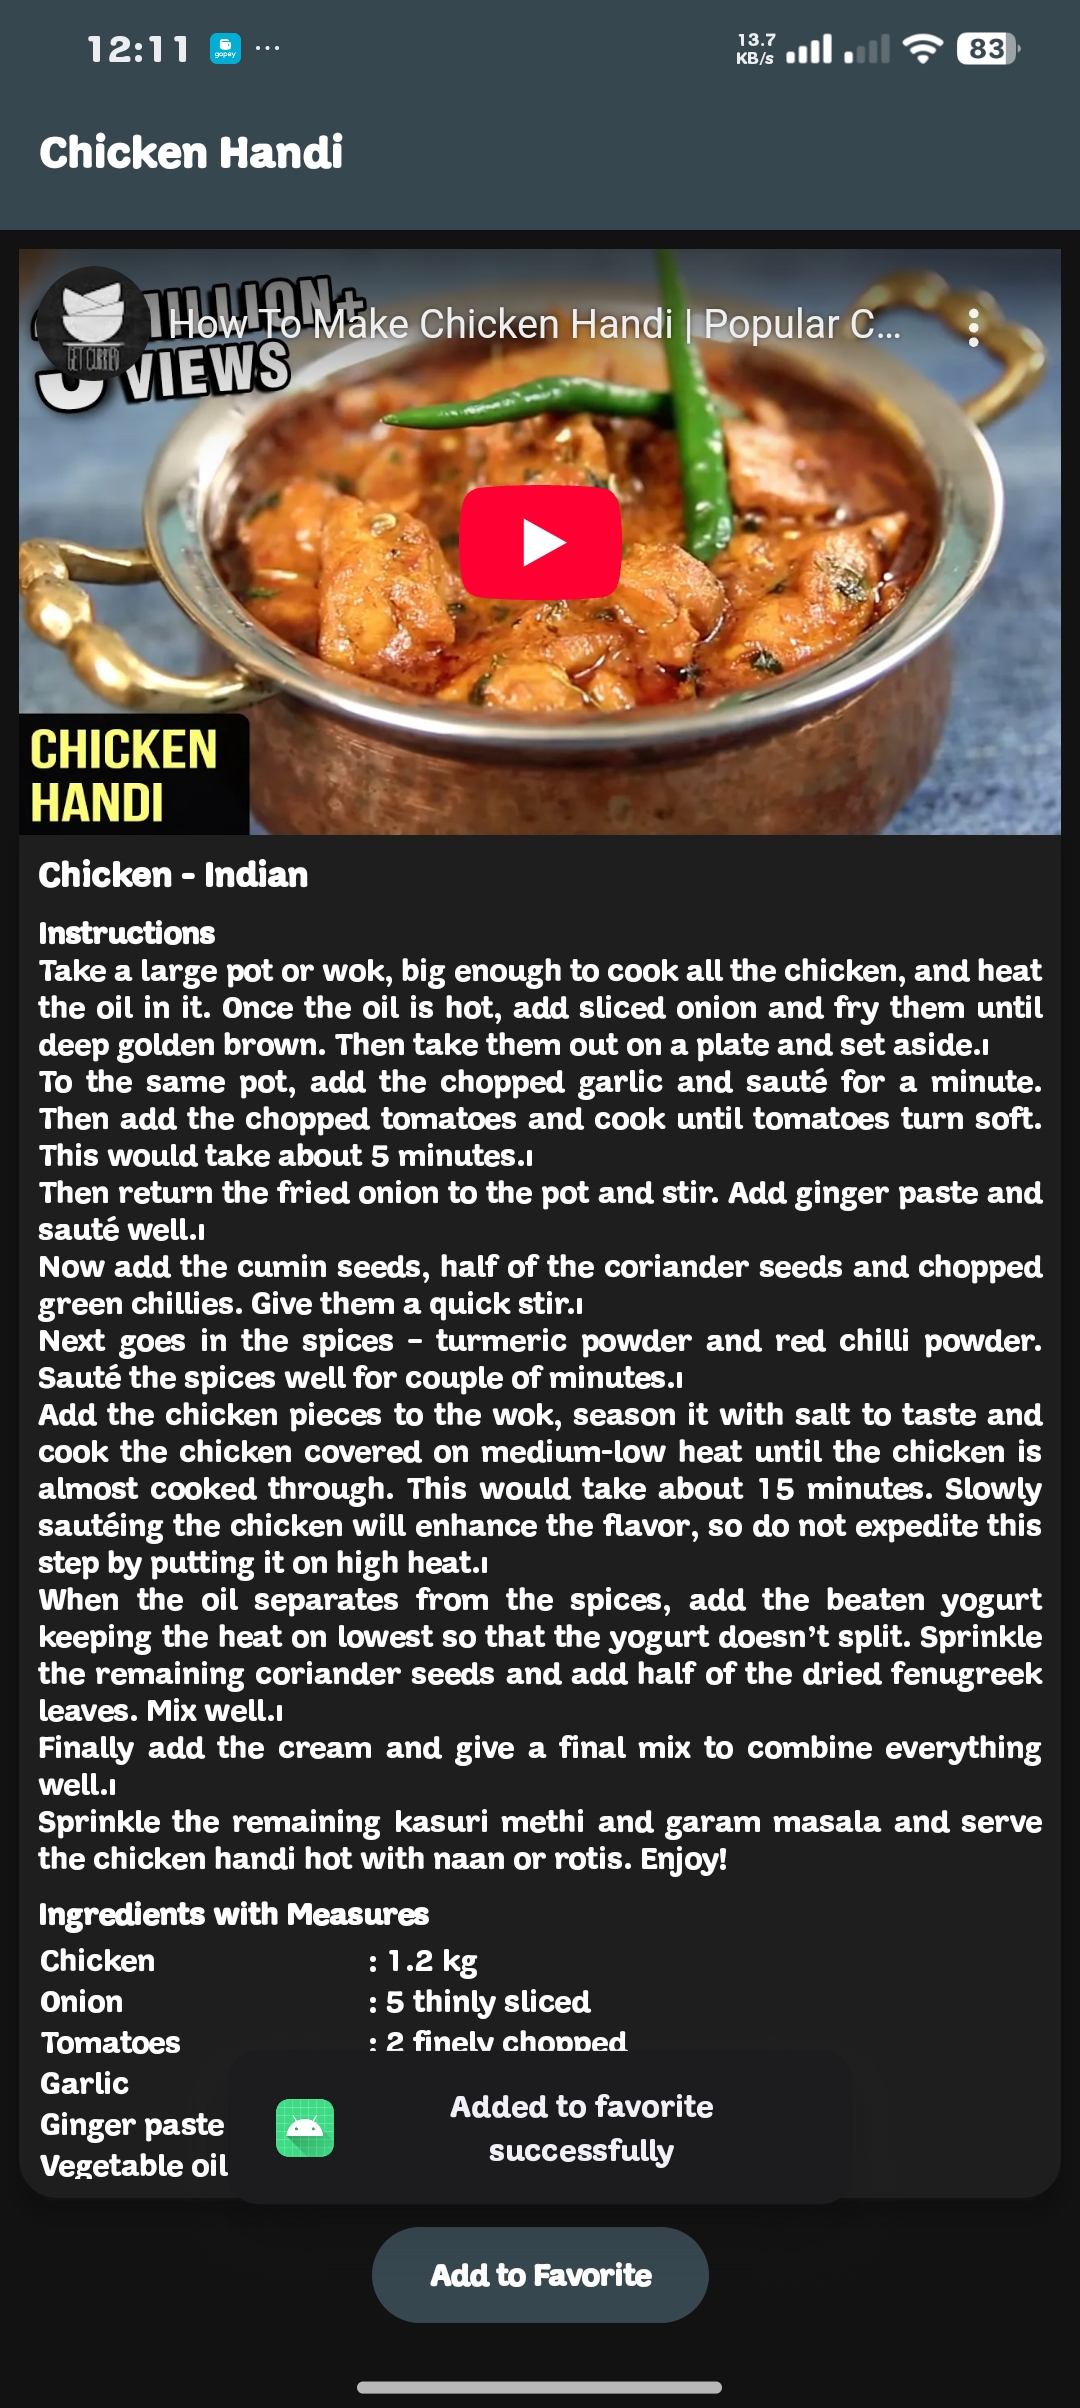 12:11
gopay
...
13.7
KB/s
83
Chicken Handi
MILLION+
VIEWS
GET CURRIED
How To Make Chicken Handi | Popular C...
CHICKEN
HANDI
Chicken - Indian
Instructions
Take a large pot or wok, big enough to cook all the chicken, and heat
the oil in it. Once the oil is hot, add sliced onion and fry them until
deep golden brown. Then take them out on a plate and set aside.ı
To the same pot, add the chopped garlic and sauté for a minute.
Then add the chopped tomatoes and cook until tomatoes turn soft.
This would take about 5 minutes.ı
Then return the fried onion to the pot and stir. Add ginger paste and
sauté well.ı
Now add the cumin seeds, half of the coriander seeds and chopped
green chillies. Give them a quick stir.ı
Next goes in the spices – turmeric powder and red chilli powder.
Sauté the spices well for couple of minutes.ı
Add the chicken pieces to the wok, season it with salt to taste and
cook the chicken covered on medium-low heat until the chicken is
almost cooked through. This would take about 15 minutes. Slowly
sautéing the chicken will enhance the flavor, so do not expedite this
step by putting it on high heat.ı
When the oil separates from the spices, add the beaten yogurt
keeping the heat on lowest so that the yogurt doesn’t split. Sprinkle
the remaining coriander seeds and add half of the dried fenugreek
leaves. Mix well.ı
Finally add the cream and give a final mix to combine everything
well.ı
Sprinkle the remaining kasuri methi and garam masala and serve
the chicken handi hot with naan or rotis. Enjoy!
Ingredients with Measures
Chicken : 1.2 kg
Onion : 5 thinly sliced
Tomatoes : 2 finely chopped
Garlic
Ginger paste
Vegetable oil
Added to favorite
successfully
Add to Favorite